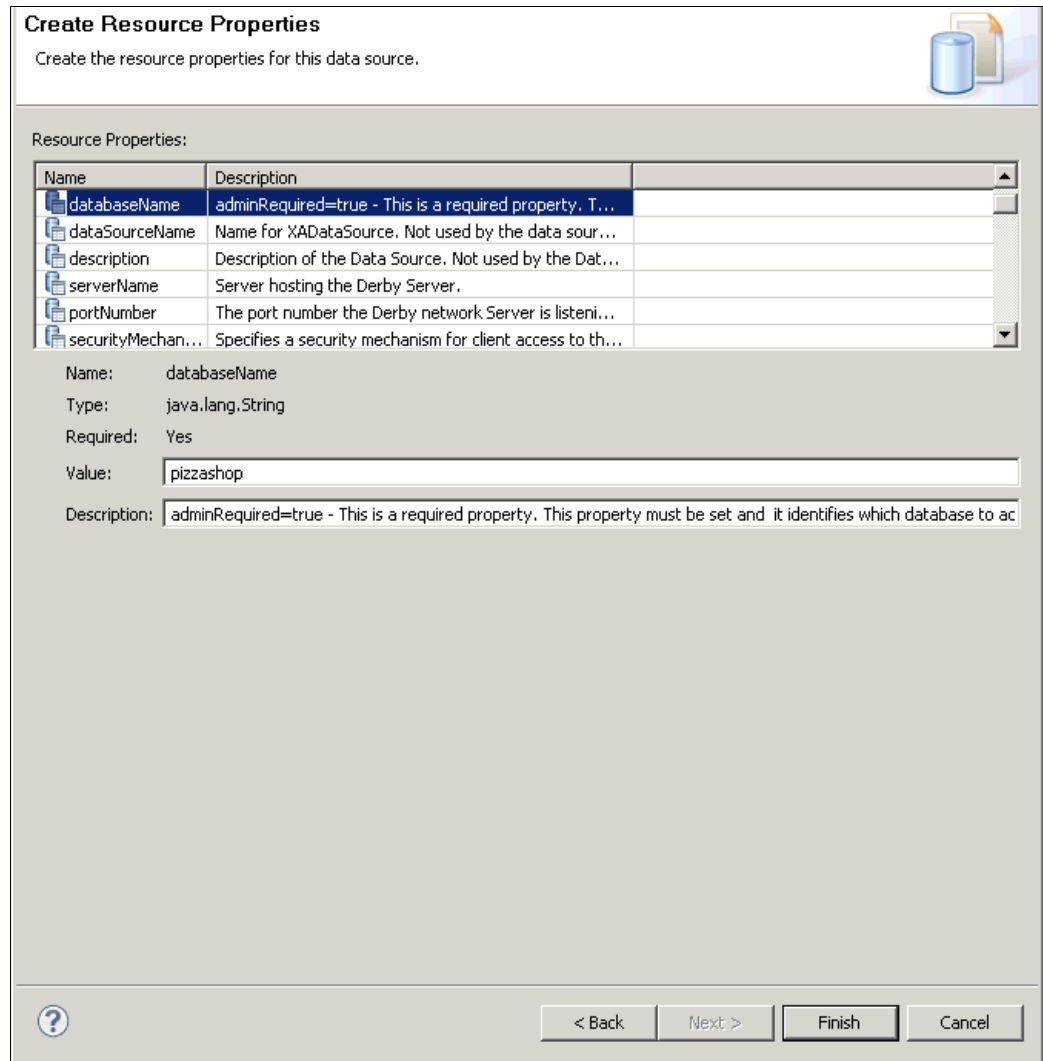 Create Resource Properties
Create the resource properties for this data source.
Resource Properties:
Name Description
databaseName adminRequired=true - This is a required property. T...
dataSourceName Name for XADataSource. Not used by the data sour...
description Description of the Data Source. Not used by the Dat...
serverName Server hosting the Derby Server.
portNumber The port number the Derby network Server is listeni...
securityMechan... Specifies a security mechanism for client access to th...
Name: databaseName
Type: java.lang.String
Required: Yes
Value: pizzashop
Description: adminRequired=true - This is a required property. This property must be set and  it identifies which database to ac
? < Back Next > Finish Cancel